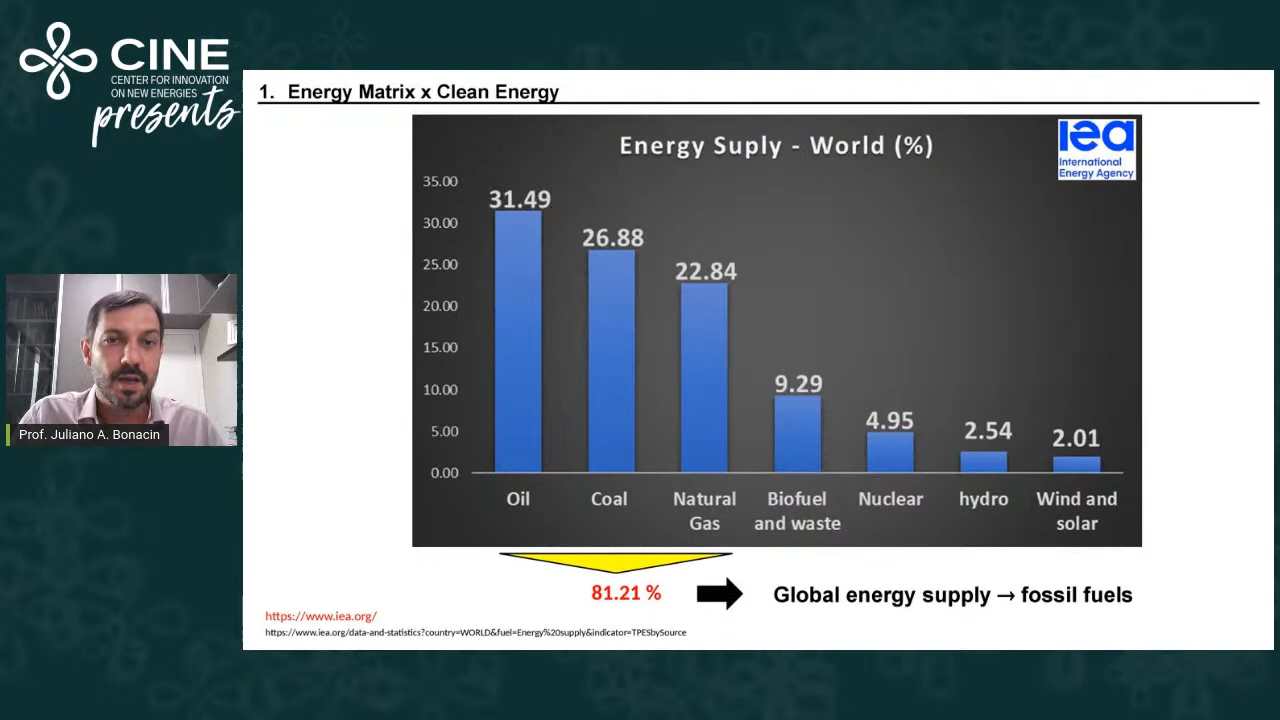 CINE
CENTER FOR INNOVATION
ON NEW ENERGIES
presents
1. Energy Matrix x Clean Energy
Energy Suply - World (%)
iea
International
Energy Agency
35.00
30.00
25.00
20.00
15.00
10.00
5.00
0.00
31.49
26.88
22.84
9.29
4.95
2.54
2.01
Oil
Coal
Natural
Gas
Biofuel
and waste
Nuclear
hydro
Wind and
solar
81.21 %
Global energy supply → fossil fuels
https://www.iea.org/
https://www.iea.org/data-and-statistics?country=WORLD&fuel=Energy%20supply&indicator=TPESbySource
Prof. Juliano A. Bonacin